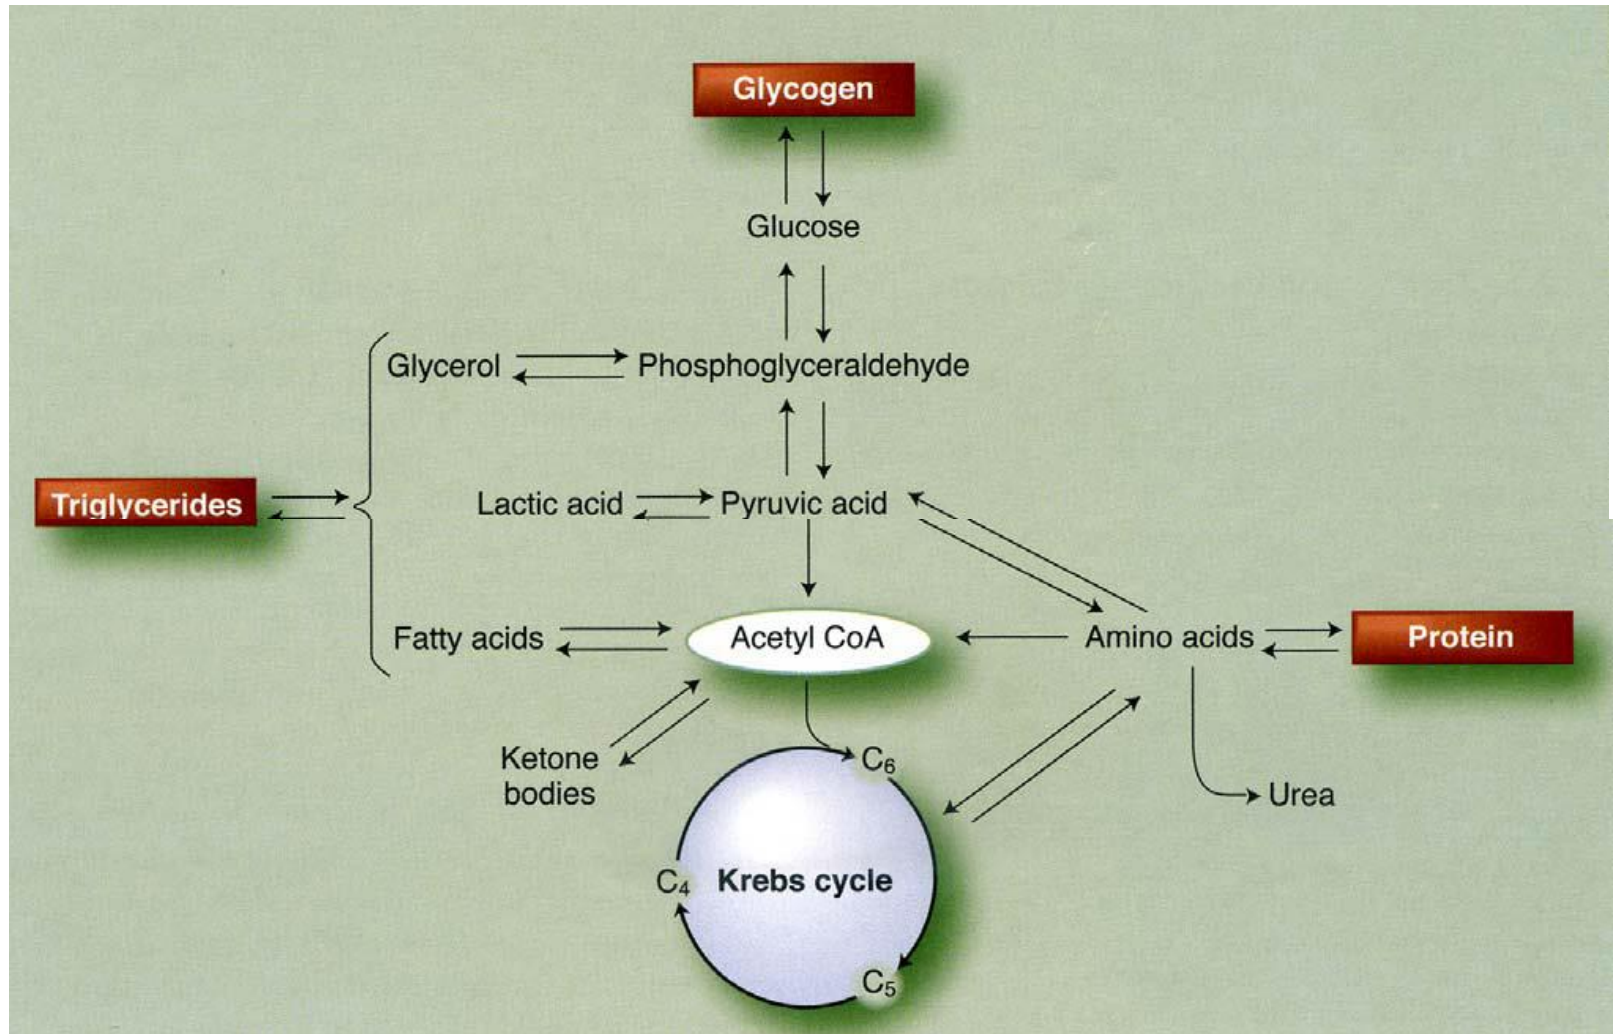 Glycogen
Glucose
Glycerol
Phosphoglyceraldehyde
Triglycerides
Lactic acid
Pyruvic acid
Fatty acids
Acetyl CoA
Amino acids
Protein
Ketone
bodies
C₆
Urea
C₄
Krebs cycle
C₅